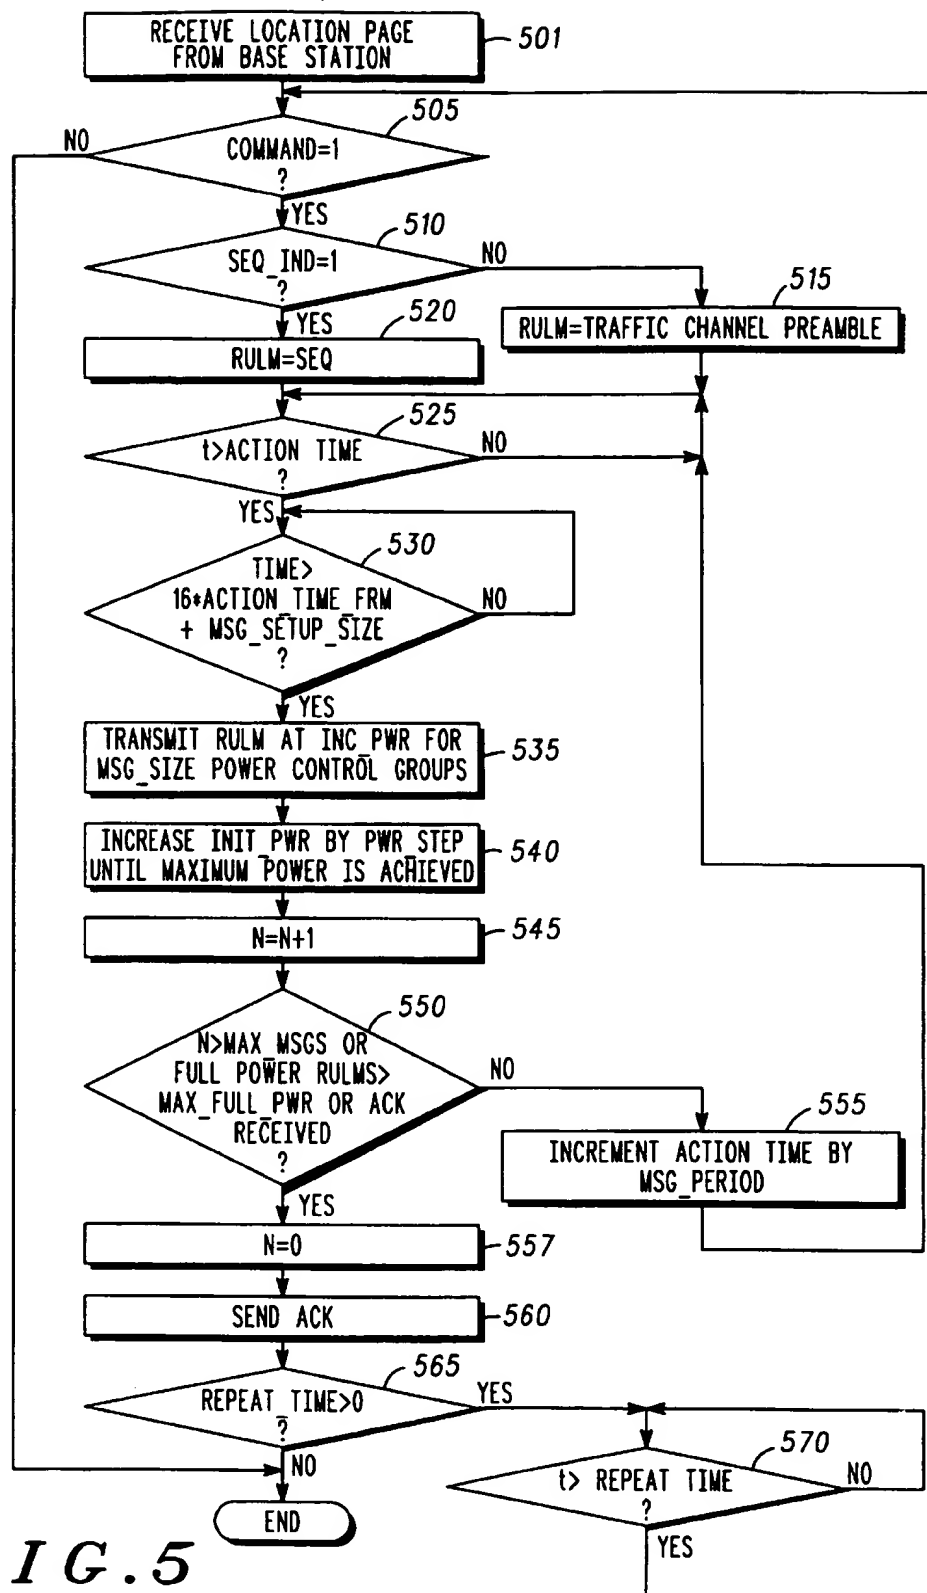 RECEIVE LOCATION PAGE
FROM BASE STATION
501
505
NO
COMMAND=1
?
YES
510
SEQ_IND=1
?
NO
YES
515
RULM=TRAFFIC CHANNEL PREAMBLE
520
RULM=SEQ
525
t>ACTION TIME
?
NO
YES
530
TIME>
16*ACTION_TIME_FRM
+ MSG_SETUP_SIZE
?
NO
YES
TRANSMIT RULM AT INC_PWR FOR
MSG_SIZE POWER CONTROL GROUPS
535
INCREASE INIT_PWR BY PWR_STEP
UNTIL MAXIMUM POWER IS ACHIEVED
540
N=N+1
545
550
N>MAX_MSGS OR
FULL POWER RULMS>
MAX_FULL_PWR OR ACK
RECEIVED
?
NO
555
INCREMENT ACTION TIME BY
MSG_PERIOD
YES
N=0
557
SEND ACK
560
565
REPEAT_TIME>0
?
YES
NO
570
t> REPEAT TIME
?
NO
YES
END
IG.5